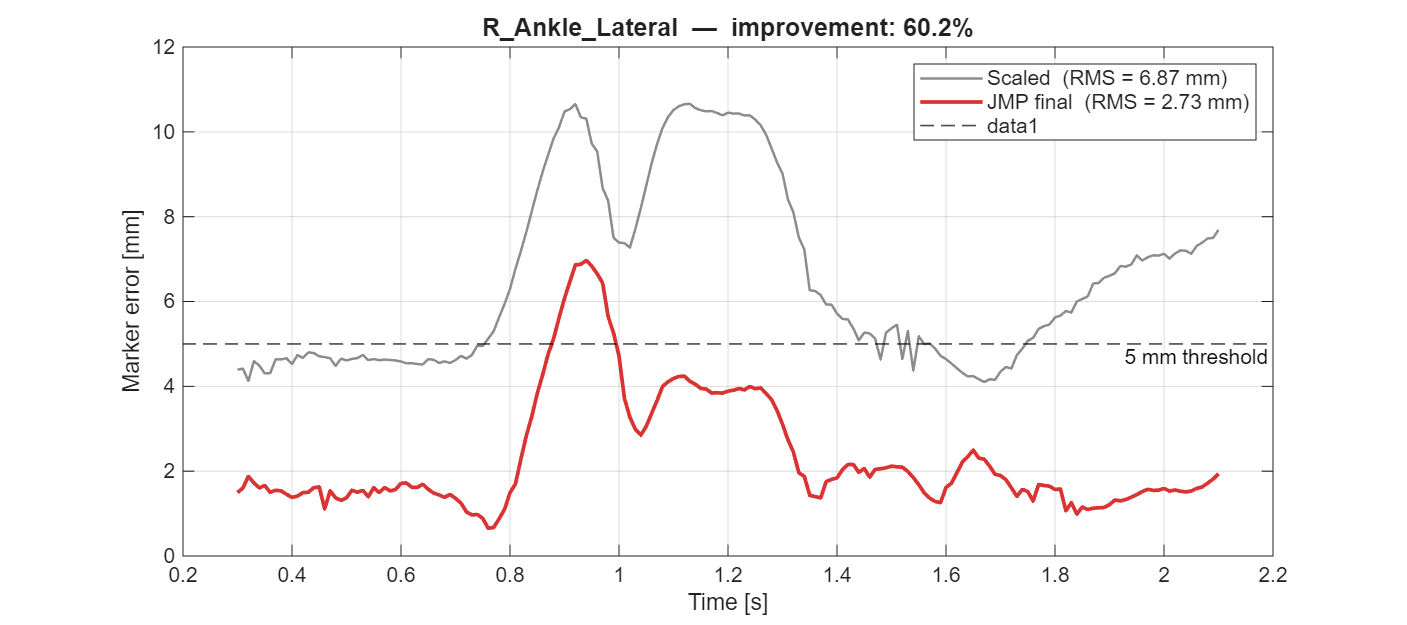 R_Ankle_Lateral — improvement: 60.2%
12
10
8
6
4
2
0
Marker error [mm]
Scaled (RMS = 6.87 mm)
JMP final (RMS = 2.73 mm)
data1
5 mm threshold
0.2 0.4 0.6 0.8 1 1.2 1.4 1.6 1.8 2 2.2
Time [s]